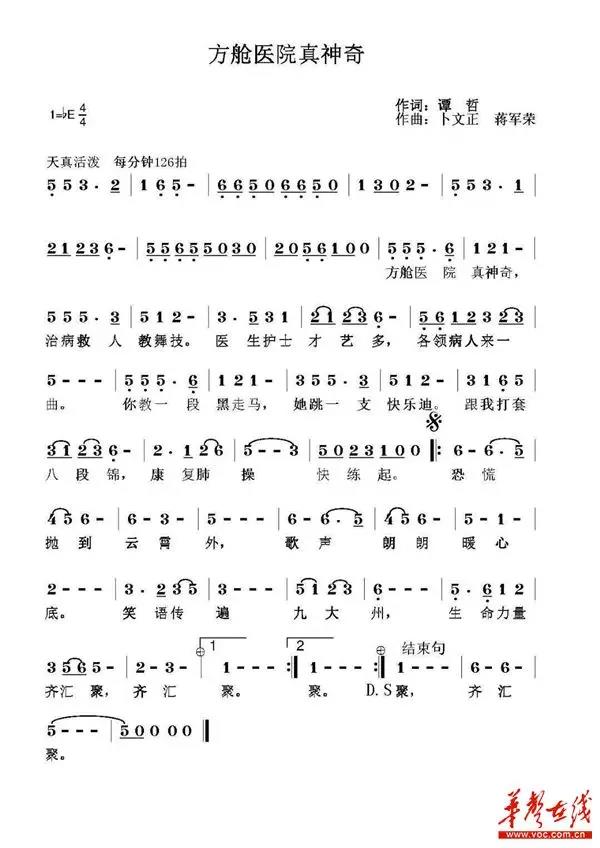 方舱医院真神奇
1=♭E 4/4
作词：谭 哲
作曲：卜文正 蒋军荣
天真活泼 每分钟126拍
5 5 3 · 2 | 1 6 5 - | 6 6 5 0 6 6 5 0 | 1 3 0 2 - | 5 5 3 · 1 |
2 1 2 3 6 - | 5 5 6 5 5 0 3 0 | 2 0 5 6 1 0 0 | 5 5 5 · 6 | 1 2 1 - |
方舱医 院 真神奇，
5 5 5 · 3 | 5 1 2 - | 3 · 5 3 1 | 2 1 2 3 6 · | 5 6 1 2 3 2 3 |
治病救 人 教舞技。 医 生护士 才 艺 多， 各领病人来一
5 - - - | 5 5 5 · 6 | 1 2 1 - | 5 5 5 · 3 | 5 1 2 · 5 | 1 2 3 5 |
曲。 你教一 段 黑走马， 她跳一 支 快乐迪。 跟我打套
3 1 2 3 6 - | 2 · 1 2 6 | 5 - - 3 | 5 0 2 3 1 0 0 ‖: 6 - 6 · 5 |
八 段 锦， 康 复肺 操 快 练起。 恐 慌
4 5 6 - | 6 - 3 - | 5 - - - | 6 - 6 · 5 | 4 5 6 - | 5 - 1 - |
抛 到 云 霄 外， 歌 声 朗 朗 暖 心
2 - - - | 3 · 2 3 5 | 6 - - - | 5 1 2 3 | 2 - - - | 5 · 6 1 2 |
底。 笑 语传 遍 九 大 州， 生 命力量
1 2 结束句
3 5 6 5 - | 1 - - - | 6 - 6 - | 1 - - - :‖ 1 - - - :‖ 1 - - - | 6 - 6 - |
齐汇 聚， 齐 汇 聚。 聚。 D.S 聚， 齐 汇
5 - - - | 5 0 0 0 0 ‖
聚。
华声在线
www.voc.com.cn